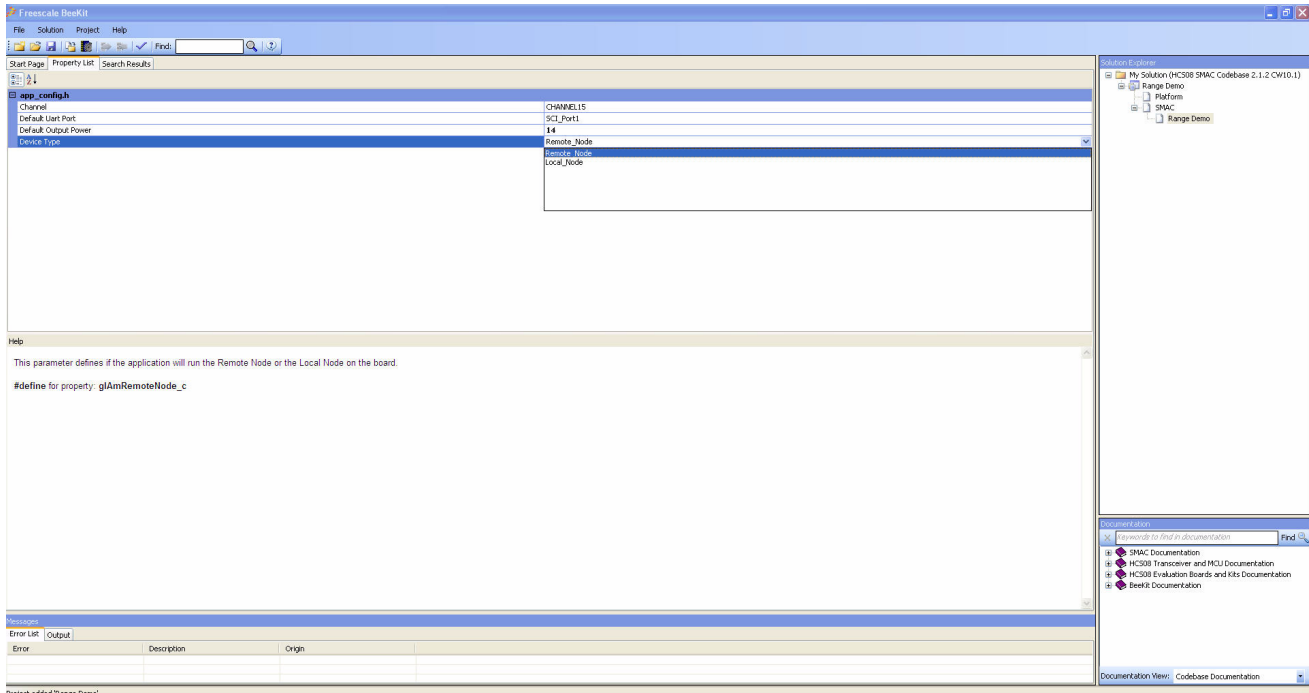 Freescale BeeKit
File Solution Project Help
Find:
Start Page Property List Search Results
app_config.h
Channel CHANNEL15
Default Uart Port SCI_Port1
Default Output Power 14
Device Type Remote_Node
Remote_Node
Local_Node
Help
This parameter defines if the application will run the Remote Node or the Local Node on the board.
#define for property: gIAmRemoteNode_c
Messages
Error List Output
Error Description Origin
Project added 'Range Demo'
Solution Explorer
My Solution (HCS08 SMAC Codebase 2.1.2 CW10.1)
Range Demo
Platform
SMAC
Range Demo
Documentation
Keywords to find in documentation Find
SMAC Documentation
HCS08 Transceiver and MCU Documentation
HCS08 Evaluation Boards and Kits Documentation
BeeKit Documentation
Documentation View: Codebase Documentation